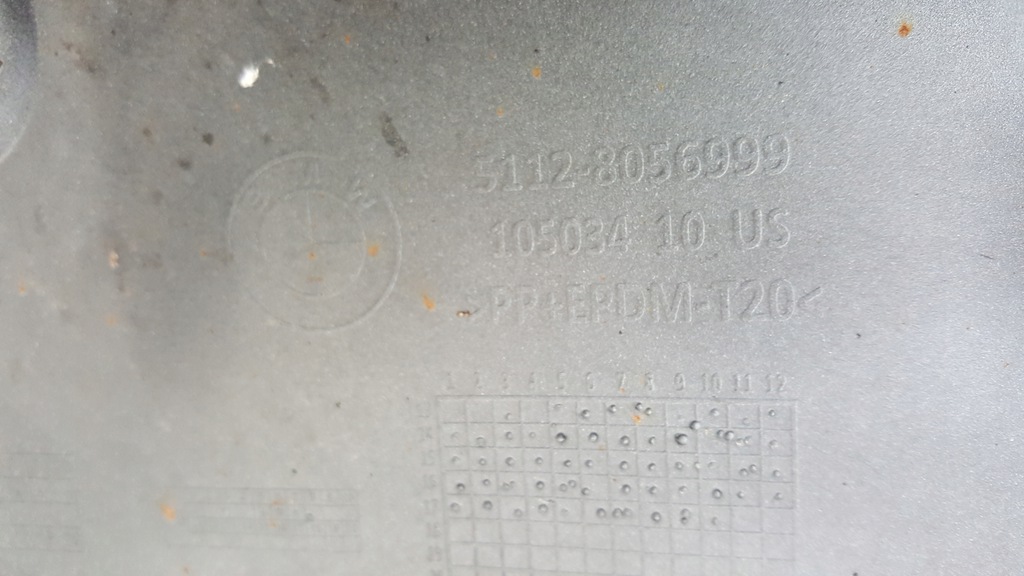 BMW
5112-8056999
105034 10 US
>PP+EPDM-T20<
1 2 3 4 5 6 7 8 9 10 11 12